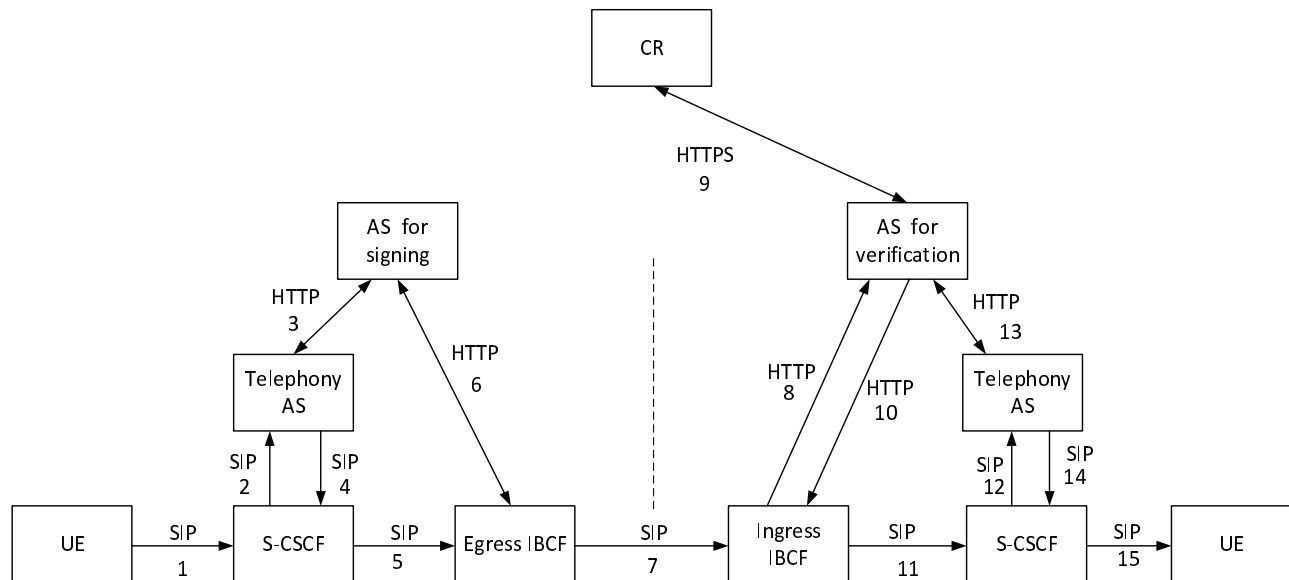 CR
HTTPS
9
AS for
signing
AS for
verification
HTTP
3
HTTP
13
HTTP
6
HTTP
8
HTTP
10
Telephony
AS
Telephony
AS
SIP
2
SIP
4
SIP
12
SIP
14
UE
SIP
1
S-CSCF
SIP
5
Egress IBCF
SIP
7
Ingress
IBCF
SIP
11
S-CSCF
SIP
15
UE